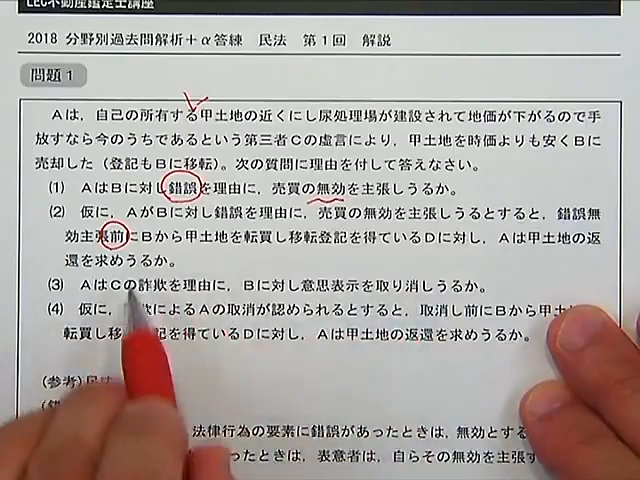 LEC不動産鑑定士講座
2018 分野別過去問解析+α答練 民法 第1回 解説
問題1
Aは、自己の所有する甲土地の近くにし尿処理場が建設されて地価が下がるので手
放すなら今のうちであるという第三者Cの虚言により、甲土地を時価よりも安くBに
売却した(登記もBに移転)。次の質問に理由を付して答えなさい。
(1) AはBに対し錯誤を理由に、売買の無効を主張しうるか。
(2) 仮に、AがBに対し錯誤を理由に、売買の無効を主張しうるとすると、錯誤無
効主張前にBから甲土地を転買し移転登記を得ているDに対し、Aは甲土地の返
還を求めうるか。
(3) AはCの詐欺を理由に、Bに対し意思表示を取り消しうるか。
(4) 仮に、欺によるAの取消が認められるとすると、取消し前にBから甲土
転買し移記を得ているDに対し、Aは甲土地の返還を求めうるか。
(参考)民
法律行為の要素に錯誤があったときは、無効とする
ったときは、表意者は、自らその無効を主張す